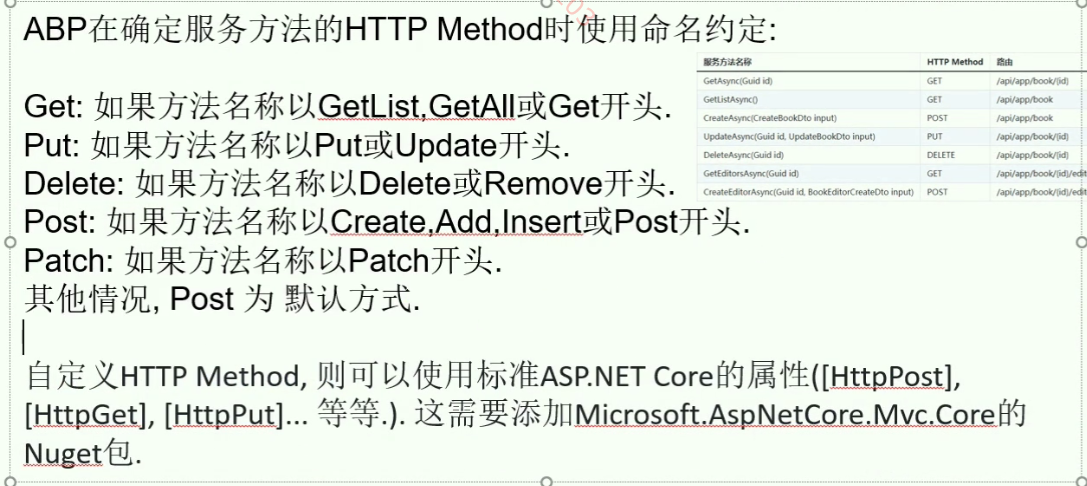 ABP在确定服务方法的HTTP Method时使用命名约定:
Get: 如果方法名称以GetList,GetAll或Get开头.
Put: 如果方法名称以Put或Update开头.
Delete: 如果方法名称以Delete或Remove开头.
Post: 如果方法名称以Create,Add,Insert或Post开头.
Patch: 如果方法名称以Patch开头.
其他情况, Post 为 默认方式.
自定义HTTP Method, 则可以使用标准ASP.NET Core的属性([HttpPost],
[HttpGet], [HttpPut]... 等等.). 这需要添加Microsoft.AspNetCore.Mvc.Core的
Nuget包.
服务方法名称 HTTP Method 路由
GetAsync(Guid id) GET /api/app/book/{id}
GetListAsync() GET /api/app/book
CreateAsync(CreateBookDto input) POST /api/app/book
UpdateAsync(Guid id, UpdateBookDto input) PUT /api/app/book/{id}
DeleteAsync(Guid id) DELETE /api/app/book/{id}
GetEditorsAsync(Guid id) GET /api/app/book/{id}/edit
CreateEditorAsync(Guid id, BookEditorCreateDto input) POST /api/app/book/{id}/edit